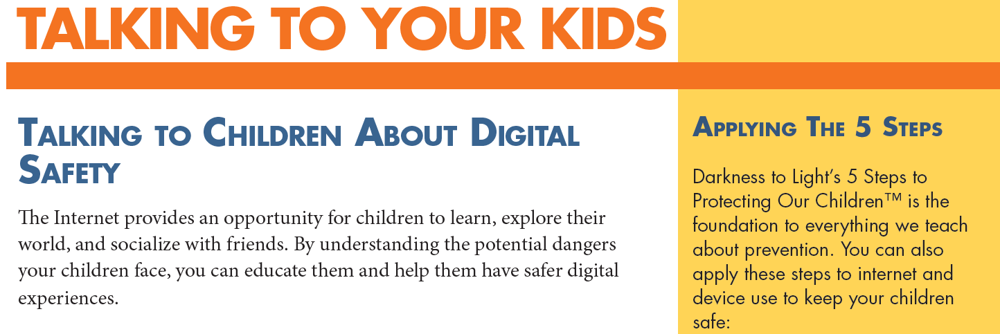 TALKING TO YOUR KIDS
TALKING TO CHILDREN ABOUT DIGITAL
SAFETY
The Internet provides an opportunity for children to learn, explore their
world, and socialize with friends. By understanding the potential dangers
your children face, you can educate them and help them have safer digital
experiences.
APPLYING THE 5 STEPS
Darkness to Light's 5 Steps to
Protecting Our Children™ is the
foundation to everything we teach
about prevention. You can also
apply these steps to internet and
device use to keep your children
safe: